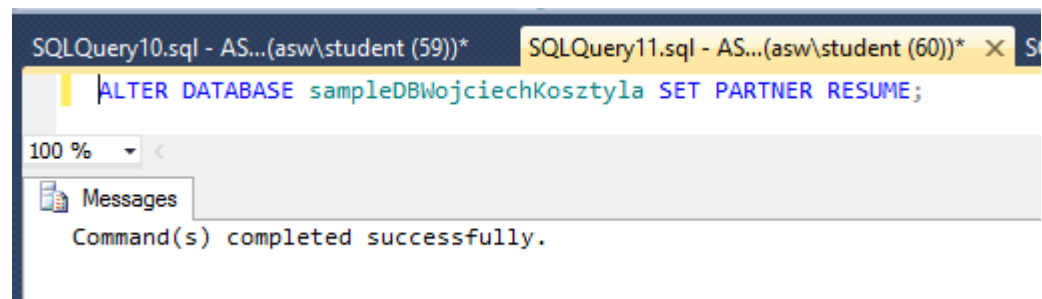 SQLQuery10.sql - AS...(asw\student (59))* SQLQuery11.sql - AS...(asw\student (60))* × S
ALTER DATABASE sampleDBWojciechKosztyla SET PARTNER RESUME;
100 %
Messages
Command(s) completed successfully.